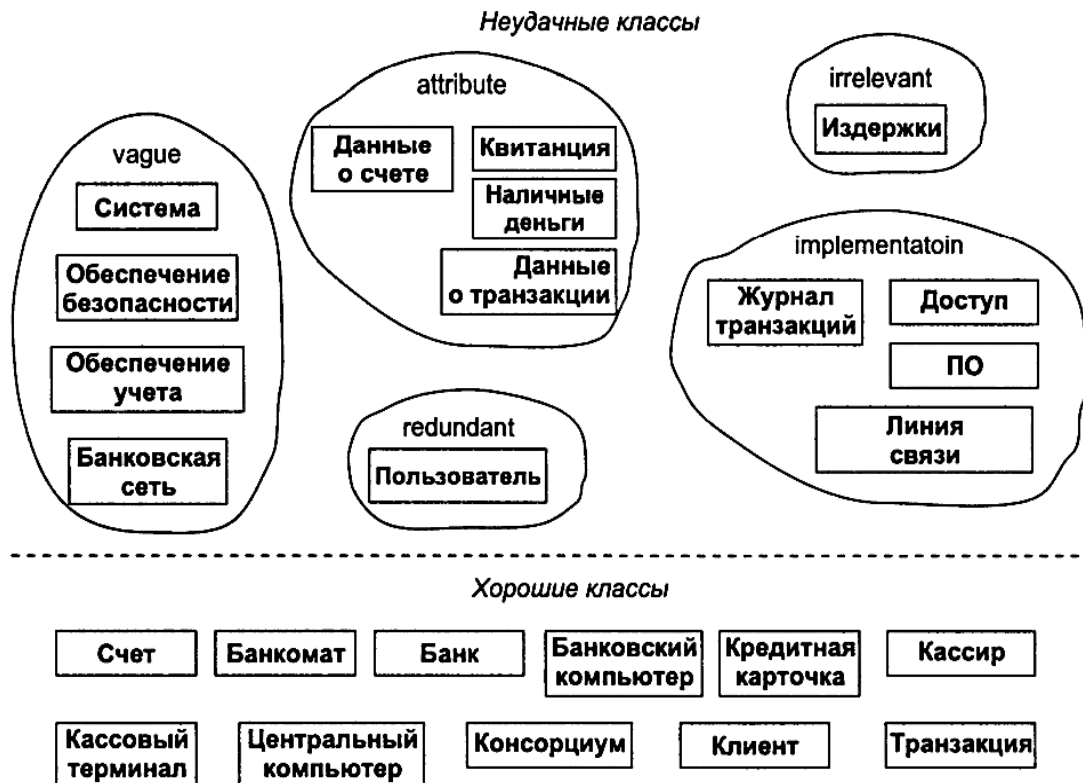 Неудачные классы
vague
Система
Обеспечение
безопасности
Обеспечение
учета
Банковская
сеть
attribute
Данные
о счете
Квитанция
Наличные
деньги
Данные
о транзакции
redundant
Пользователь
irrelevant
Издержки
implementatoin
Журнал
транзакций
Доступ
ПО
Линия
связи
Хорошие классы
Счет
Банкомат
Банк
Банковский
компьютер
Кредитная
карточка
Кассир
Кассовый
терминал
Центральный
компьютер
Консорциум
Клиент
Транзакция